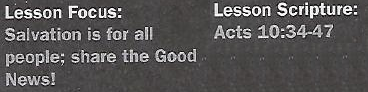 Lesson Focus:
Salvation is for all
people; share the Good
News!
Lesson Scripture:
Acts 10:34-47